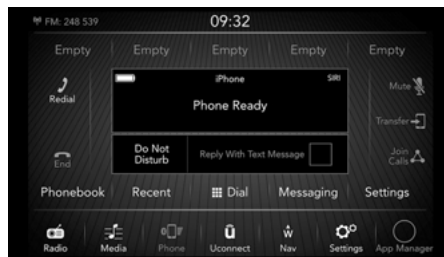 FM: 248 539
09:32
Empty Empty Empty Empty Empty
iPhone
SIRI
Redial
Phone Ready
Mute
Transfer
Do Not
Disturb
Reply With Text Message
End
Join
Calls
Phonebook Recent Dial Messaging Settings
Radio Media Phone Uconnect Nav Settings App Manager